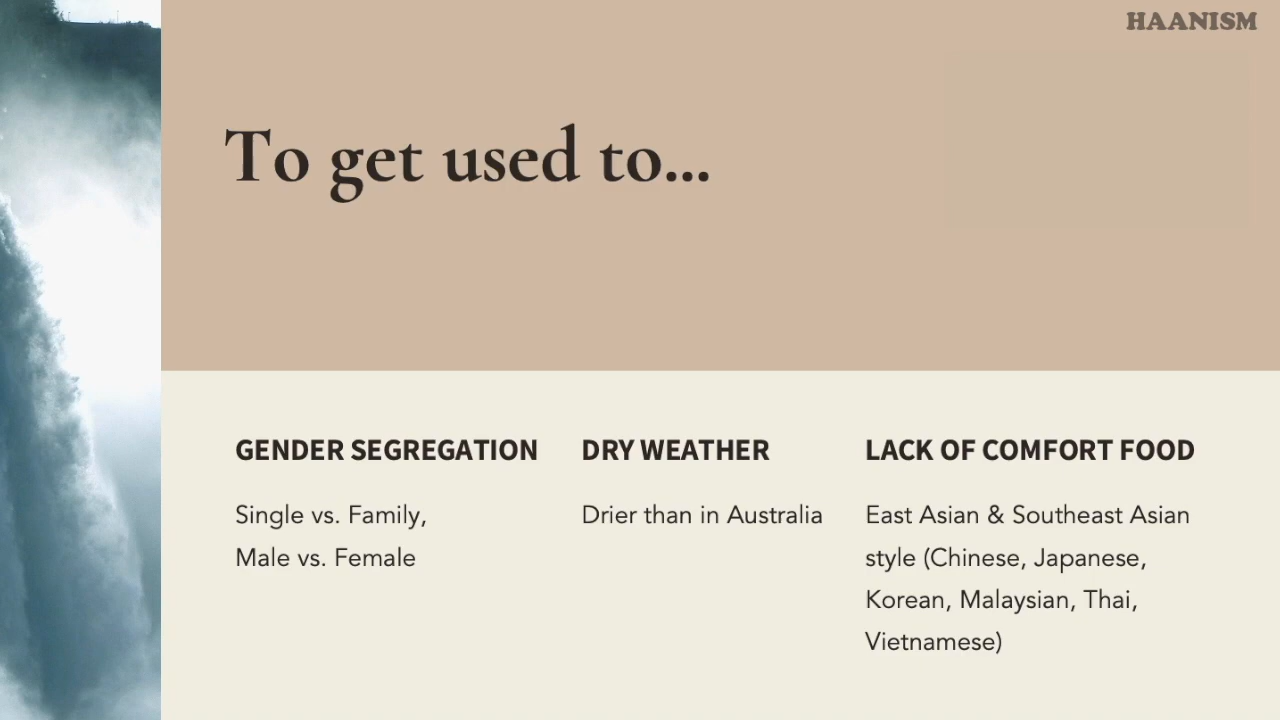 HAANISM
To get used to...
GENDER SEGREGATION
Single vs. Family,
Male vs. Female
DRY WEATHER
Drier than in Australia
LACK OF COMFORT FOOD
East Asian & Southeast Asian
style (Chinese, Japanese,
Korean, Malaysian, Thai,
Vietnamese)